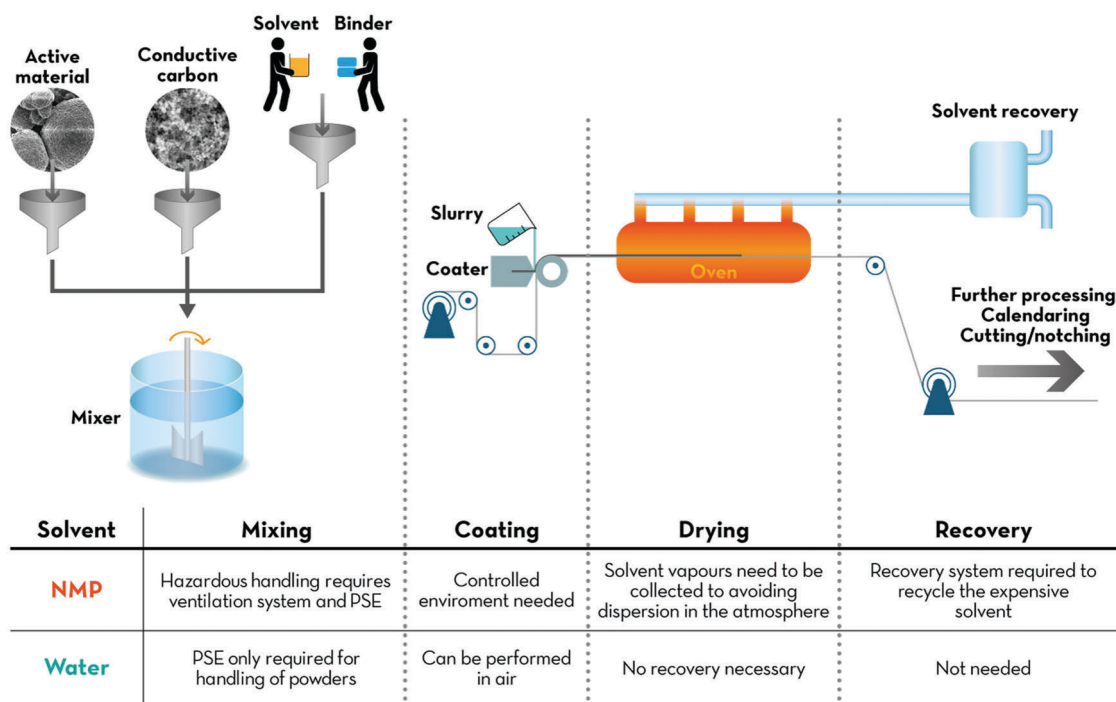 Solvent
Binder
Active
material
Conductive
carbon
Solvent recovery
Slurry
Coater
Oven
Further processing
Calendaring
Cutting/notching
Mixer
Solvent
Mixing
Coating
Drying
Recovery
NMP
Hazardous handling requires
ventilation system and PSE
Controlled
enviroment needed
Solvent vapours need to be
collected to avoiding
dispersion in the atmosphere
Recovery system required to
recycle the expensive
solvent
Water
PSE only required for
handling of powders
Can be performed
in air
No recovery necessary
Not needed